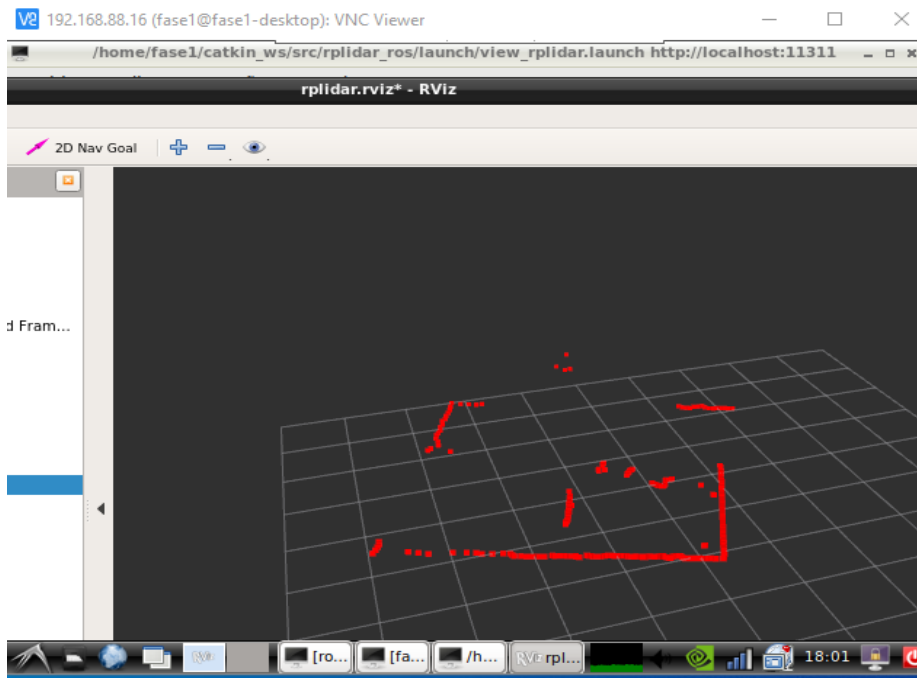 192.168.88.16 (fase1@fase1-desktop): VNC Viewer
/home/fase1/catkin_ws/src/rplidar_ros/launch/view_rplidar.launch http://localhost:11311
rplidar.rviz* - RViz
2D Nav Goal
d Fram...
[ro... [fa... /h... RViz rpl... 18:01